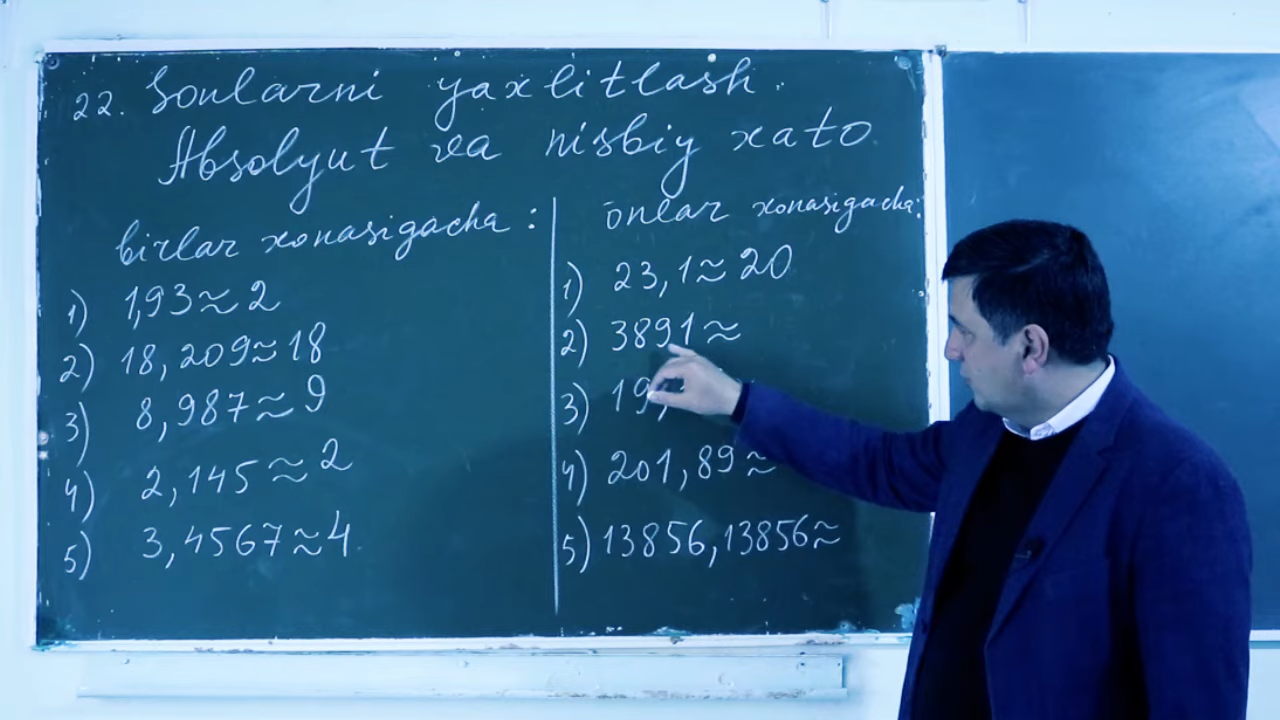 22. Sonlarni yaxlitlash.
Absolyut va nisbiy xato
birlar xonasigacha:
1) 1,93≈2
2) 18,209≈18
3) 8,987≈9
4) 2,145≈2
5) 3,4567≈4
onlar xonasigacha:
1) 23,1≈20
2) 3891≈
3) 19,
4) 201,89≈
5) 13856,13856≈